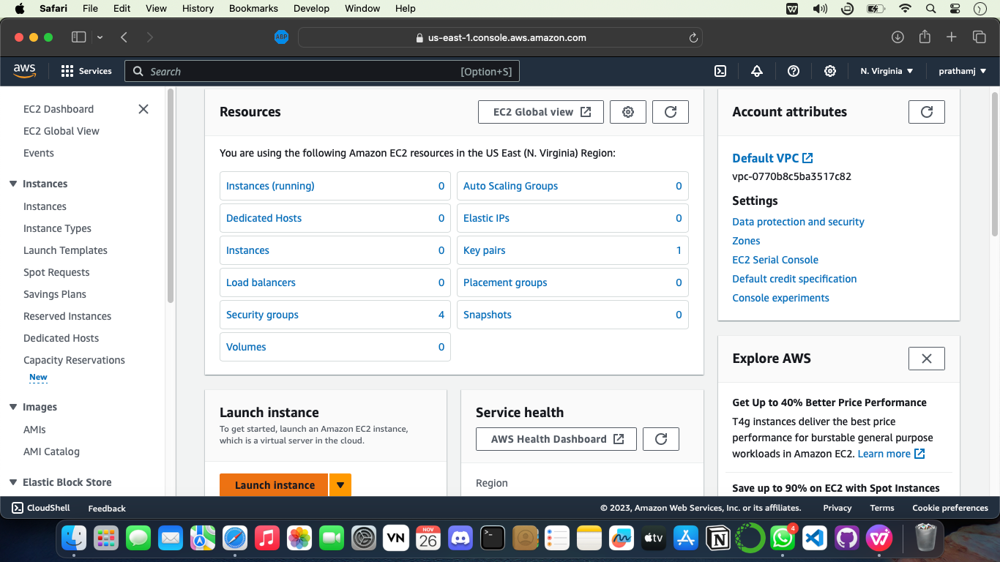 Safari File Edit View History Bookmarks Develop Window Help
ABP us-east-1.console.aws.amazon.com
aws Services Search [Option+S] N. Virginia prathamj
EC2 Dashboard
EC2 Global View
Events
Instances
Instances
Instance Types
Launch Templates
Spot Requests
Savings Plans
Reserved Instances
Dedicated Hosts
Capacity Reservations
New
Images
AMIs
AMI Catalog
Elastic Block Store
Resources
EC2 Global view
You are using the following Amazon EC2 resources in the US East (N. Virginia) Region:
Instances (running) 0 Auto Scaling Groups 0
Dedicated Hosts 0 Elastic IPs 0
Instances 0 Key pairs 1
Load balancers 0 Placement groups 0
Security groups 4 Snapshots 0
Volumes 0
Launch instance
To get started, launch an Amazon EC2 instance,
which is a virtual server in the cloud.
Launch instance
Service health
AWS Health Dashboard
Region
Account attributes
Default VPC
vpc-0770b8c5ba3517c82
Settings
Data protection and security
Zones
EC2 Serial Console
Default credit specification
Console experiments
Explore AWS
Get Up to 40% Better Price Performance
T4g instances deliver the best price
performance for burstable general purpose
workloads in Amazon EC2. Learn more
Save up to 90% on EC2 with Spot Instances
CloudShell Feedback © 2023, Amazon Web Services, Inc. or its affiliates. Privacy Terms Cookie preferences
VN NOV
26 tv 4